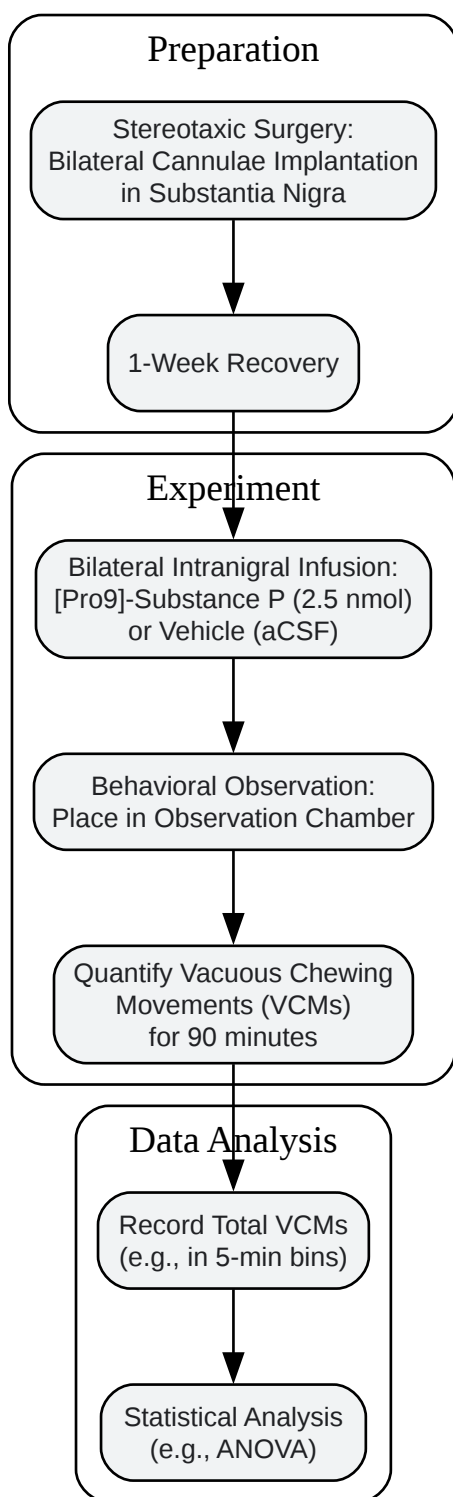 Preparation
Stereotaxic Surgery:
Bilateral Cannulae Implantation
in Substantia Nigra
1-Week Recovery
Experiment
Bilateral Intranigral Infusion:
[Pro9]-Substance P (2.5 nmol)
or Vehicle (aCSF)
Behavioral Observation:
Place in Observation Chamber
Quantify Vacuous Chewing
Movements (VCMs)
for 90 minutes
Data Analysis
Record Total VCMs
(e.g., in 5-min bins)
Statistical Analysis
(e.g., ANOVA)